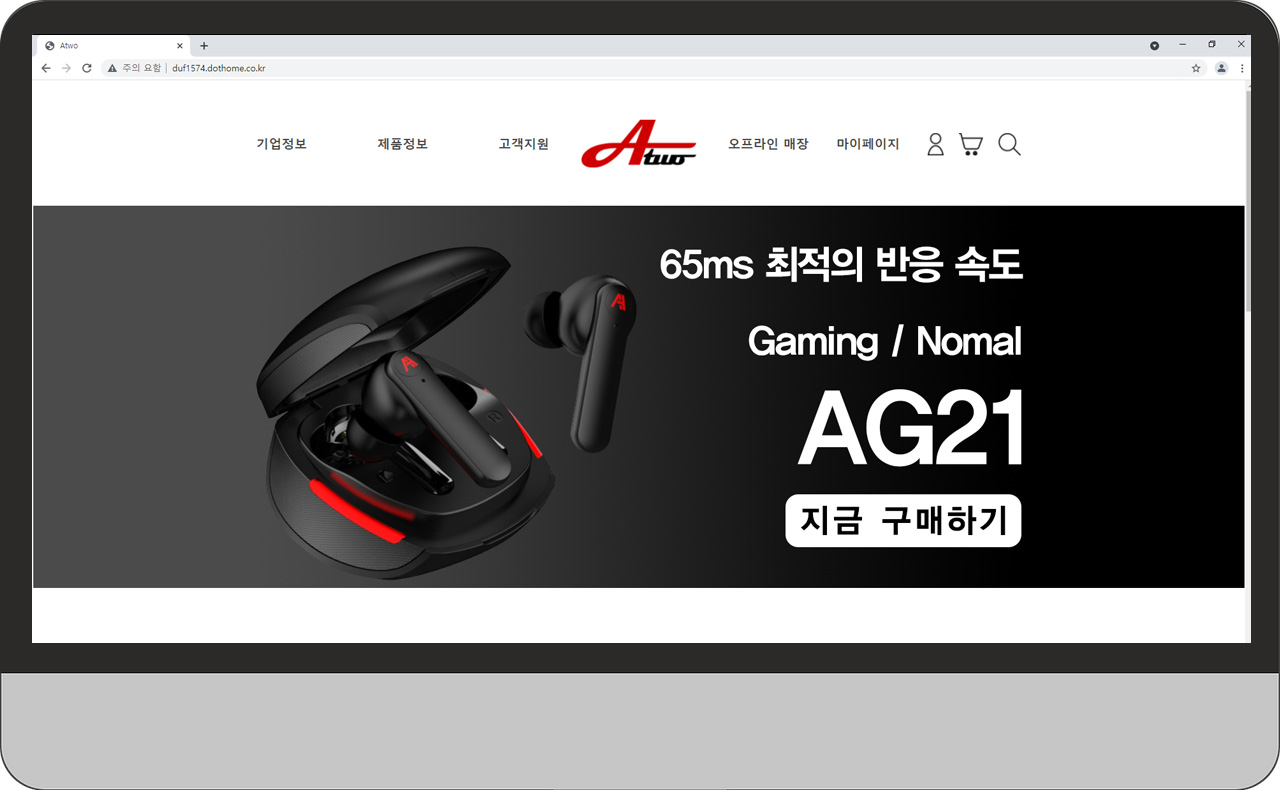 Atwo
주의 요함 | duf1574.dothome.co.kr
기업정보 제품정보 고객지원 Atwo 오프라인 매장 마이페이지
65ms 최적의 반응 속도
Gaming / Nomal
AG21
지금 구매하기